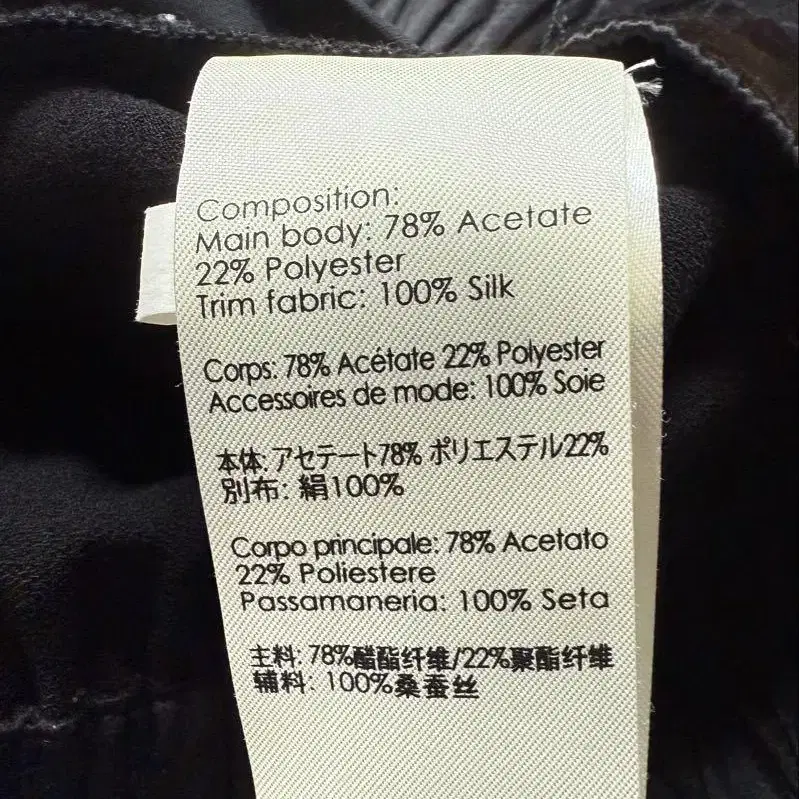 Composition:
Main body: 78% Acetate
22% Polyester
Trim fabric: 100% Silk
Corps: 78% Acétate 22% Polyester
Accessoires de mode: 100% Soie
本体: アセテート78% ポリエステル22%
別布: 絹100%
Corpo principale: 78% Acetato
22% Poliestere
Passamaneria: 100% Seta
主料: 78%醋酯纤维/22%聚酯纤维
辅料: 100%桑蚕丝